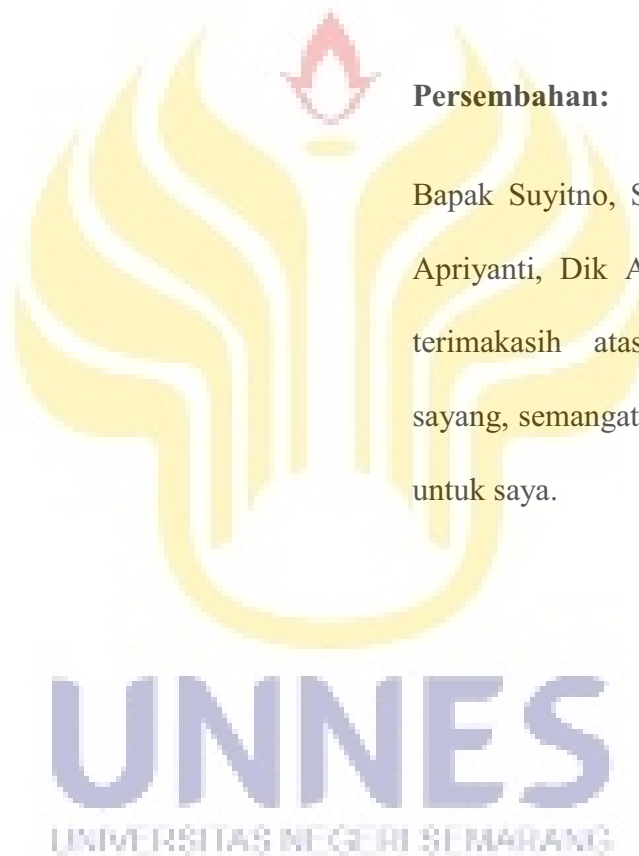 Persembahan:
Bapak Suyitno,
Apriyanti, Dik
terimakasih atas
sayang, semangat
untuk saya.
UNNES
UNIVERSITAS NEGERI SEMARANG